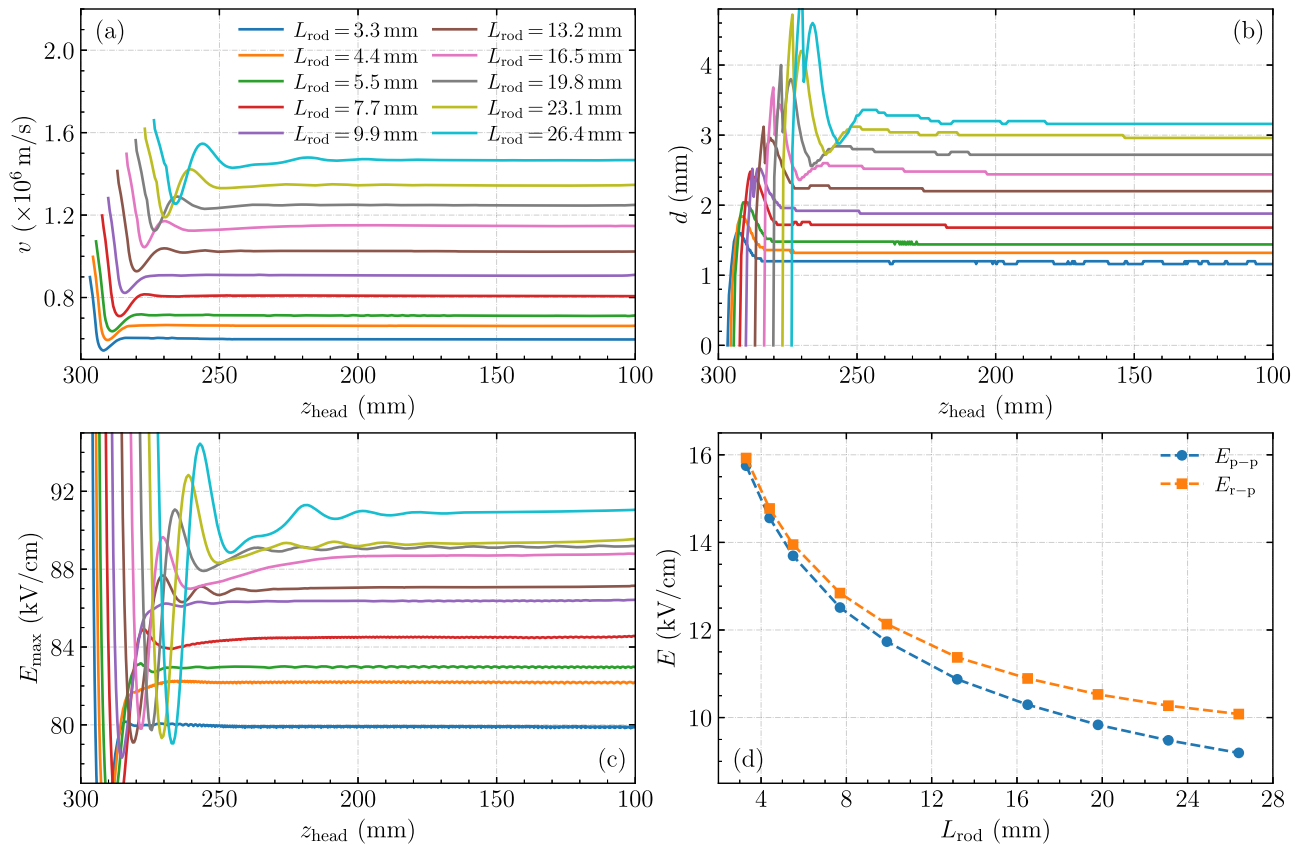 (a)
L_rod = 3.3 mm
L_rod = 4.4 mm
L_rod = 5.5 mm
L_rod = 7.7 mm
L_rod = 9.9 mm
L_rod = 13.2 mm
L_rod = 16.5 mm
L_rod = 19.8 mm
L_rod = 23.1 mm
L_rod = 26.4 mm
2.0
1.6
1.2
0.8
v (×10^6 m/s)
300 250 200 150 100
z_head (mm)
(b)
4
3
2
1
0
d (mm)
300 250 200 150 100
z_head (mm)
92
88
84
80
E_max (kV/cm)
(c)
300 250 200 150 100
z_head (mm)
E_p−p
E_r−p
16
14
12
10
E (kV/cm)
(d)
4 8 12 16 20 24 28
L_rod (mm)